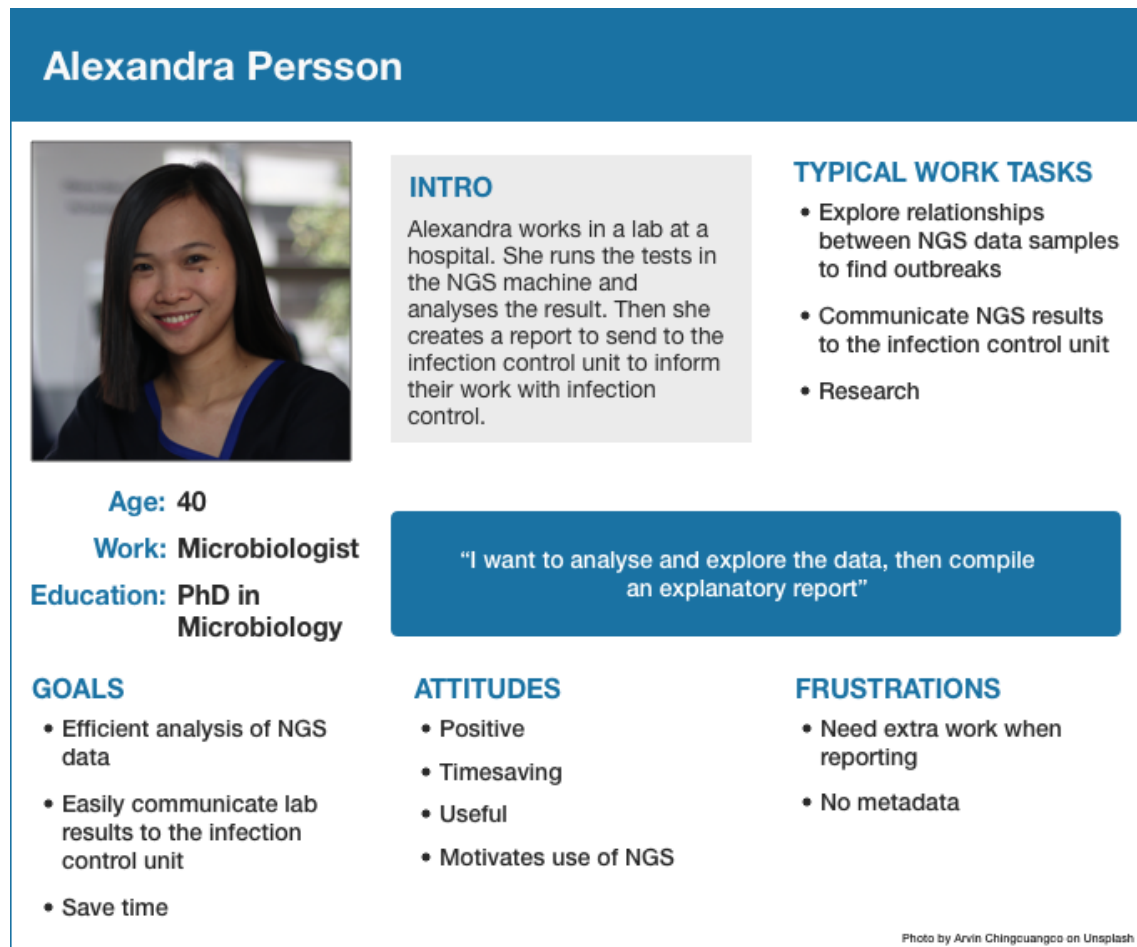 Alexandra Persson
INTRO
Alexandra works in a lab at a
hospital. She runs the tests in
the NGS machine and
analyses the result. Then she
creates a report to send to the
infection control unit to inform
their work with infection
control.
TYPICAL WORK TASKS
• Explore relationships
between NGS data samples
to find outbreaks
• Communicate NGS results
to the infection control unit
• Research
Age: 40
Work: Microbiologist
Education: PhD in
Microbiology
“I want to analyse and explore the data, then compile
an explanatory report”
GOALS
• Efficient analysis of NGS
data
• Easily communicate lab
results to the infection
control unit
• Save time
ATTITUDES
• Positive
• Timesaving
• Useful
• Motivates use of NGS
FRUSTRATIONS
• Need extra work when
reporting
• No metadata
Photo by Arvin Chingcuangco on Unsplash